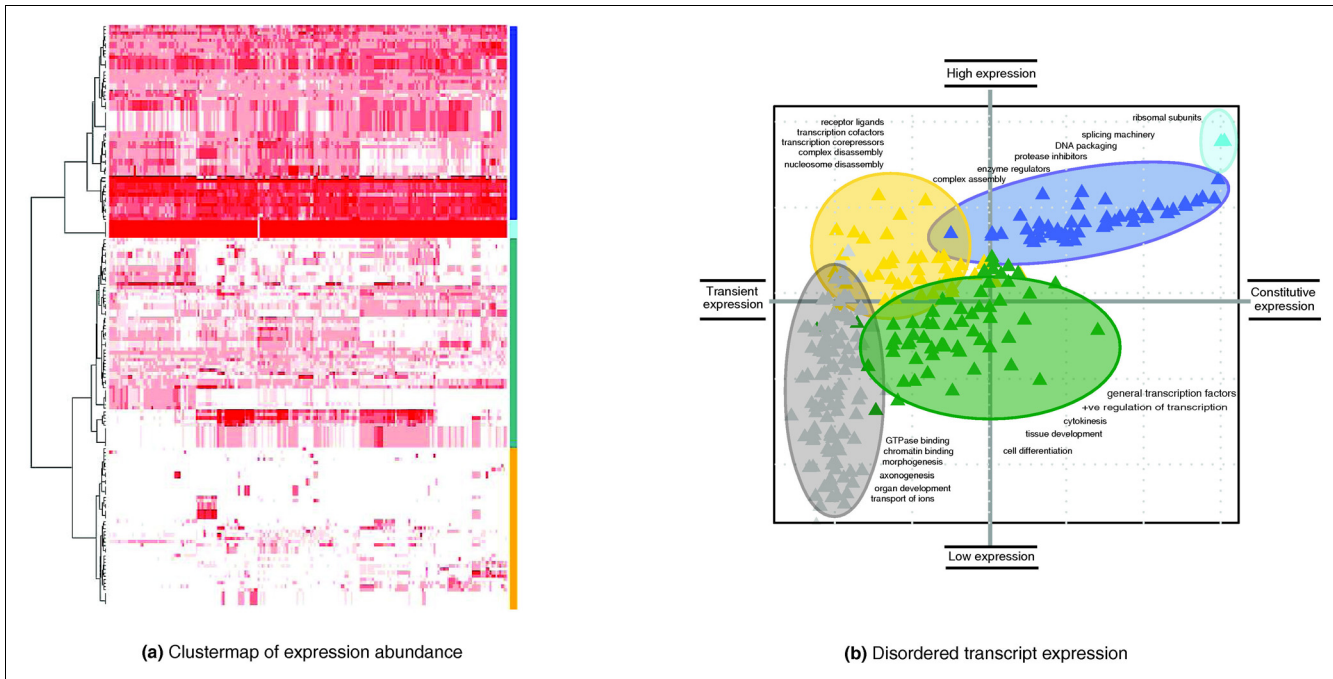 High expression
receptor ligands
transcription cofactors
transcription corepressors
complex disassembly
nucleosome disassembly
ribsomal subunits
splicing machinery
DNA packaging
protease inhibitors
enzyme regulators
complex assembly
Transient
expression
Constitutive
expression
general transcription factors
+ve regulation of transcription
cytokinesis
tissue development
cell differentiation
GTPase binding
chromatin binding
morphogenesis
axonogenesis
organ development
transport of ions
Low expression
(a) Clustermap of expression abundance
(b) Disordered transcript expression